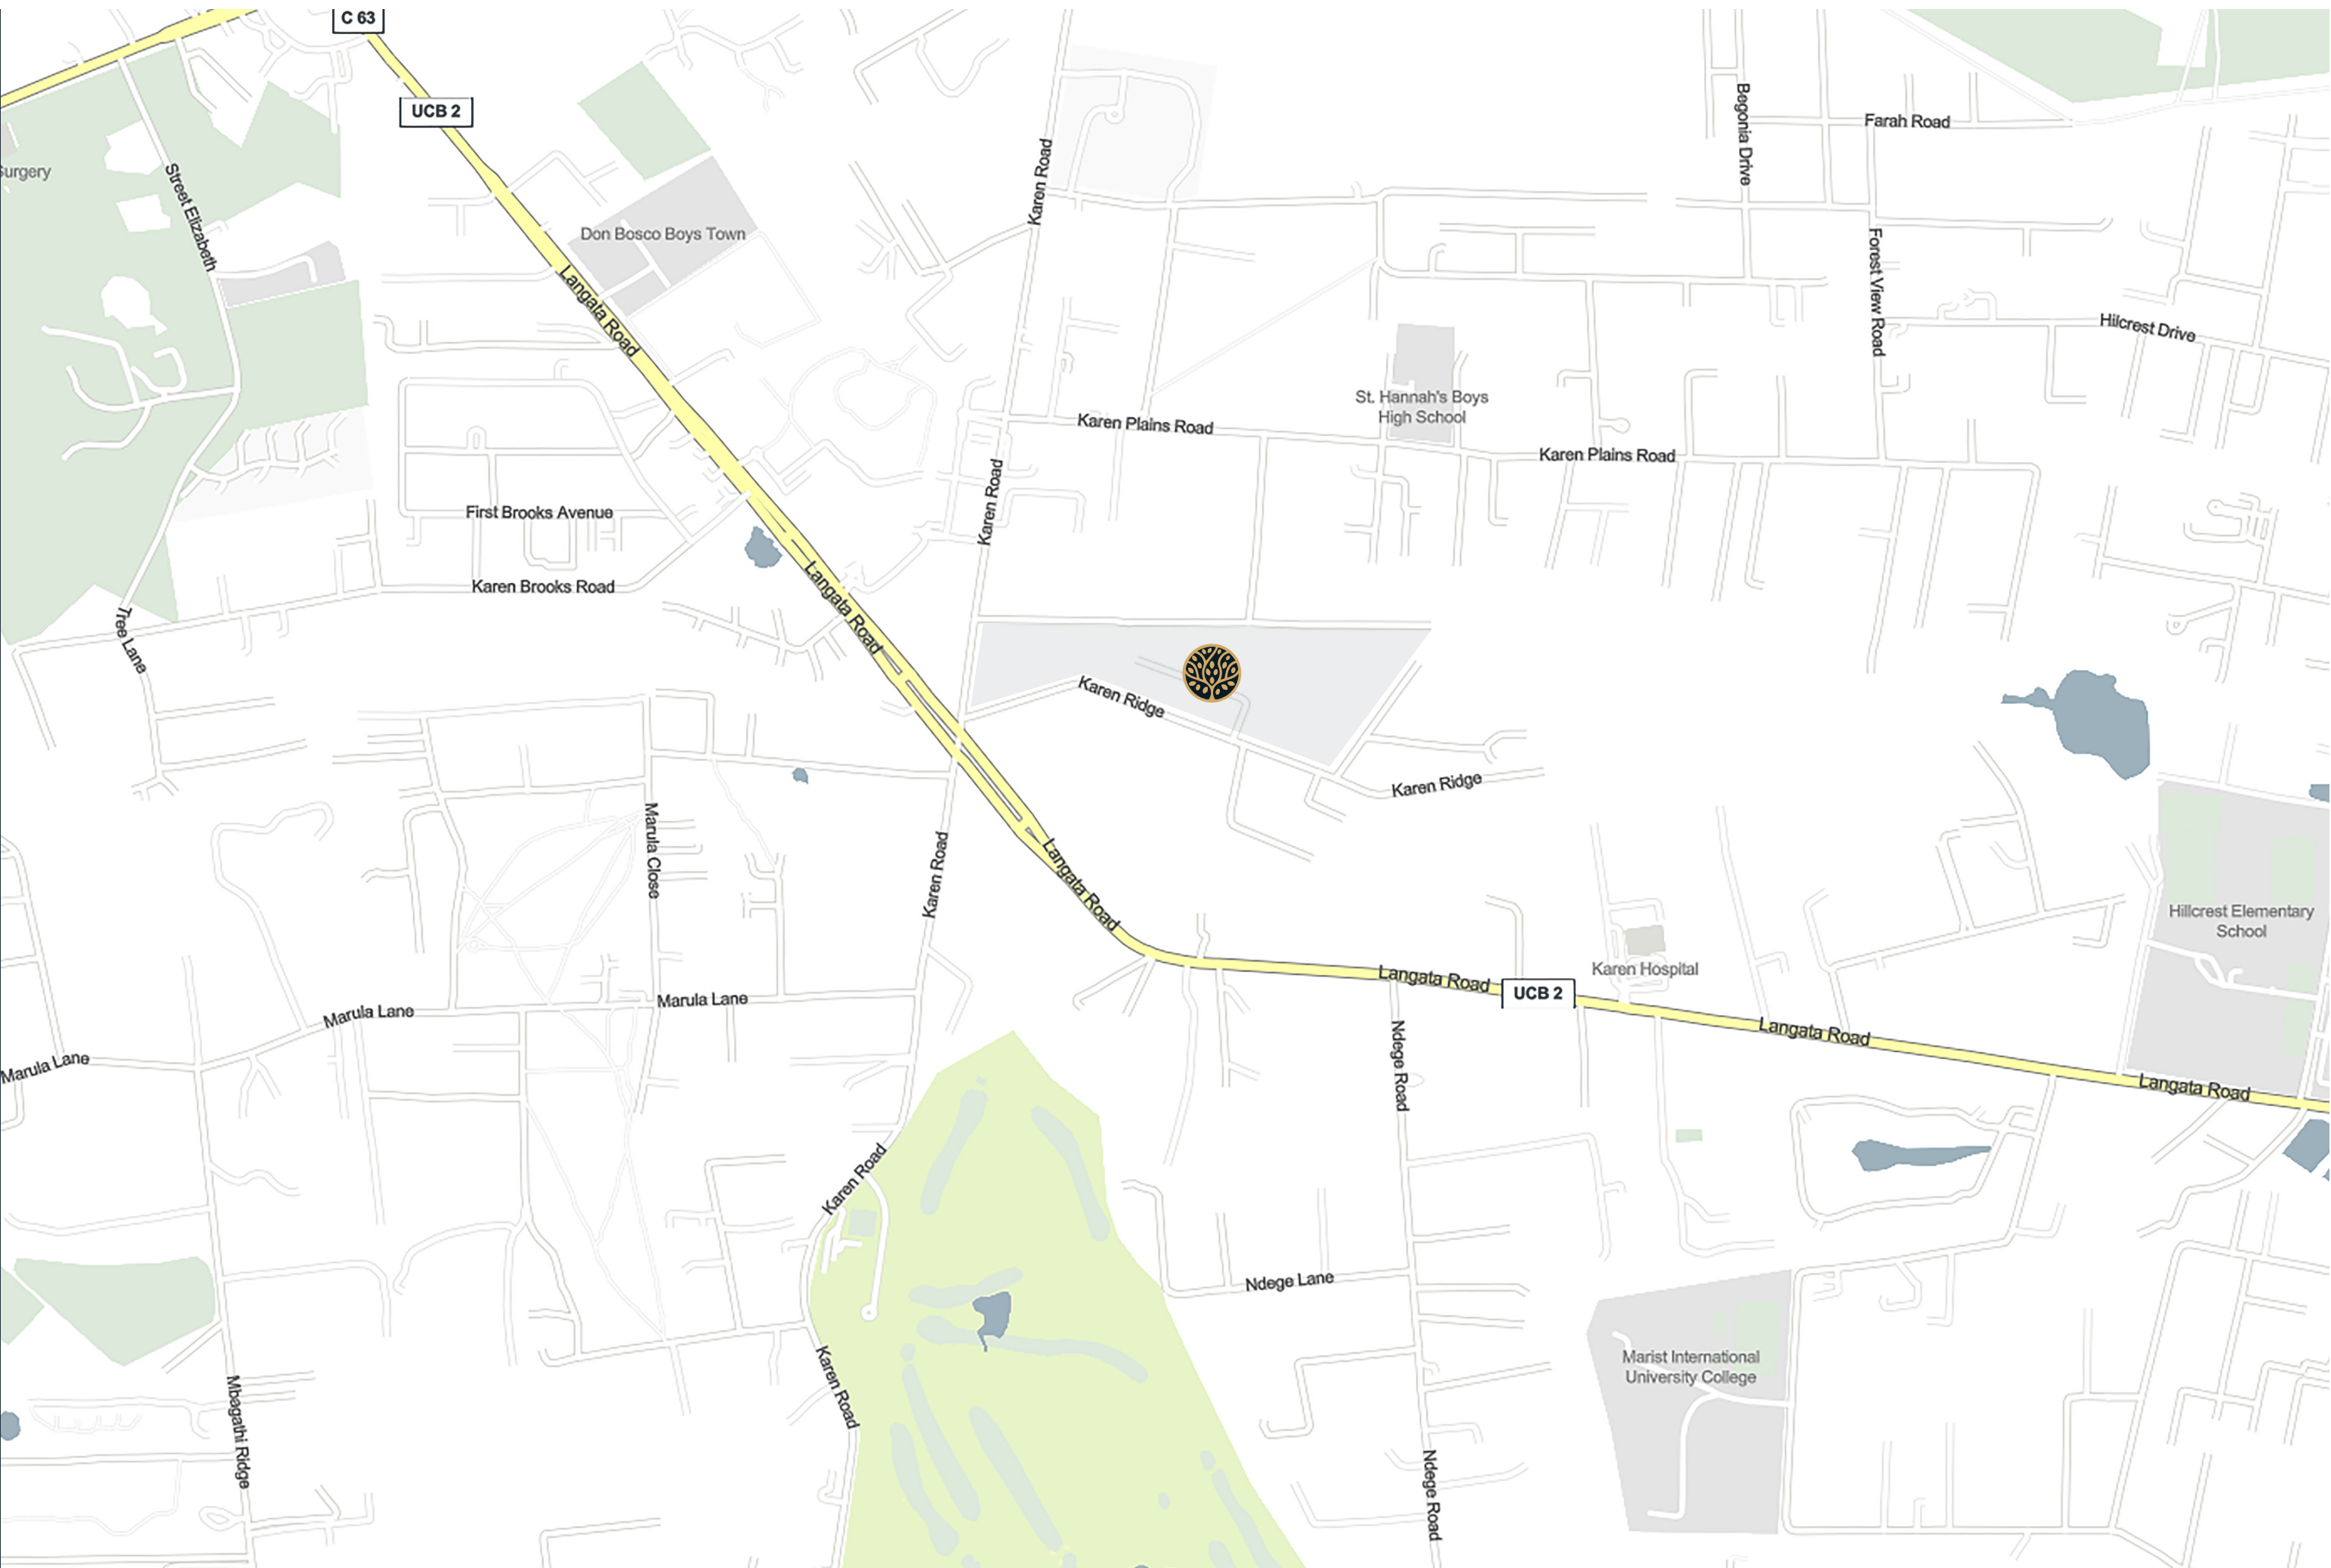 C 63
UCB 2
Begonia Drive
Farah Road
Karen Road
Surgery
Street Elizabeth
Don Bosco Boys Town
Forest View Road
Langata Road
Hilcrest Drive
St. Hannah's Boys
High School
Karen Plains Road
Karen Plains Road
Karen Road
First Brooks Avenue
Karen Brooks Road
Langata Road
Tree Lane
Karen Ridge
Karen Ridge
Marula Close
Karen Road
Langata Road
Hillcrest Elementary
School
Karen Hospital
Langata Road
UCB 2
Marula Lane
Marula Lane
Langata Road
Ndege Road
Marula Lane
Langata Road
Karen Road
Ndege Lane
Marist International
University College
Karen Road
Mbagathi Ridge
Ndege Road